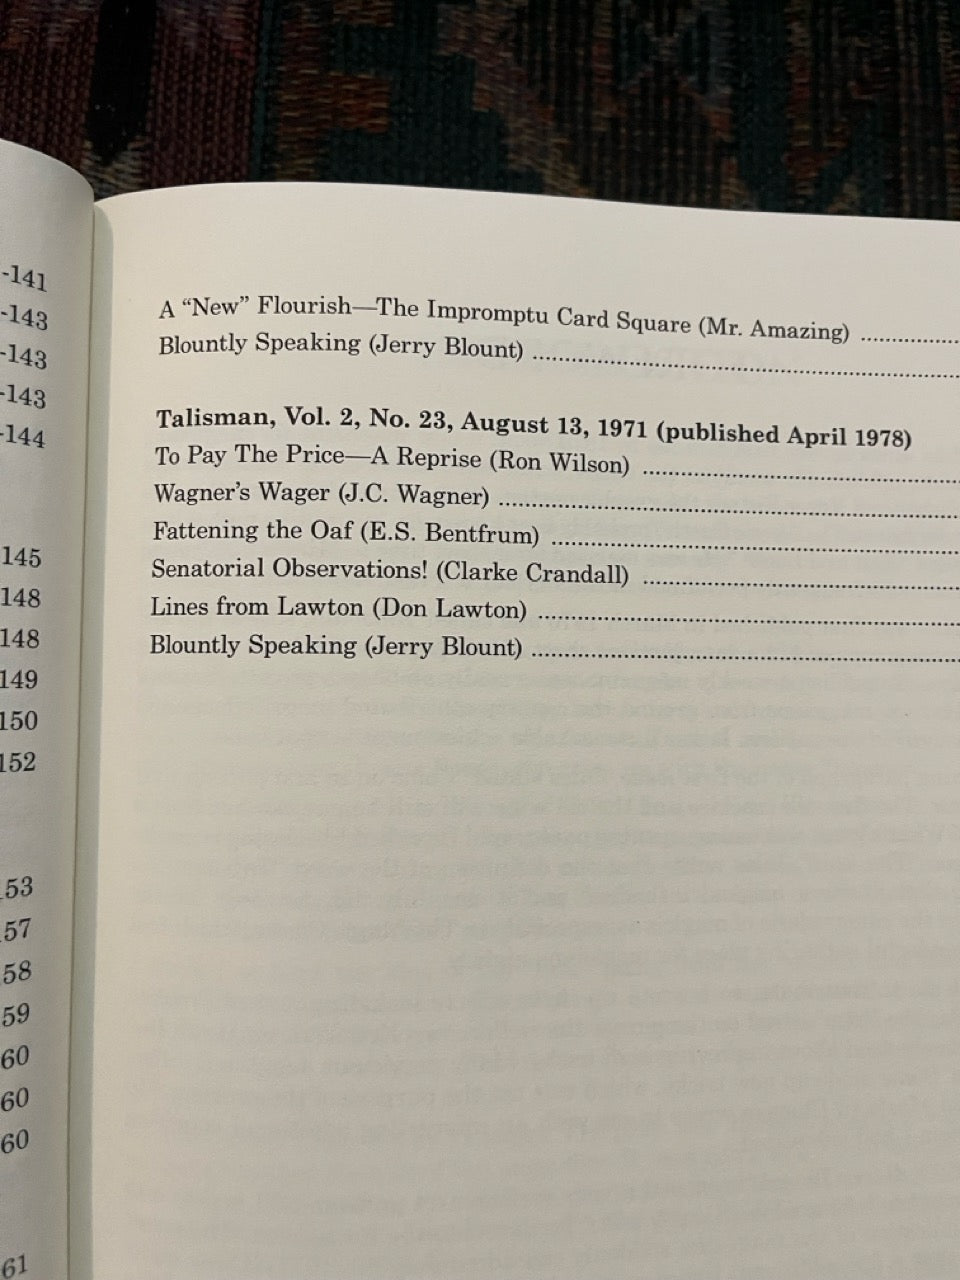 -141
-143
-143
-143
-144
145
148
148
149
150
152
53
57
58
59
60
60
60
61
A “New” Flourish—The Impromptu Card Square (Mr. Amazing) ..............
Blountly Speaking (Jerry Blount) ..............................................................
Talisman, Vol. 2, No. 23, August 13, 1971 (published April 1978)
To Pay The Price—A Reprise (Ron Wilson) ..............................................
Wagner’s Wager (J.C. Wagner) ..................................................................
Fattening the Oaf (E.S. Bentfrum) ...........................................................
Senatorial Observations! (Clarke Crandall) .............................................
Lines from Lawton (Don Lawton) ............................................................
Blountly Speaking (Jerry Blount) .............................................................